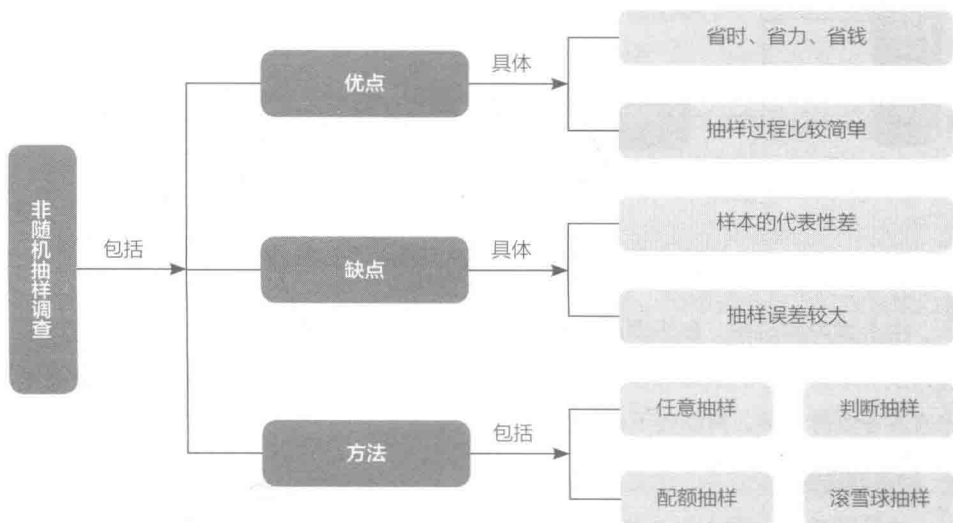 非随机抽样调查
包括
优点
具体
省时、省力、省钱
抽样过程比较简单
缺点
具体
样本的代表性差
抽样误差较大
方法
包括
任意抽样
判断抽样
配额抽样
滚雪球抽样